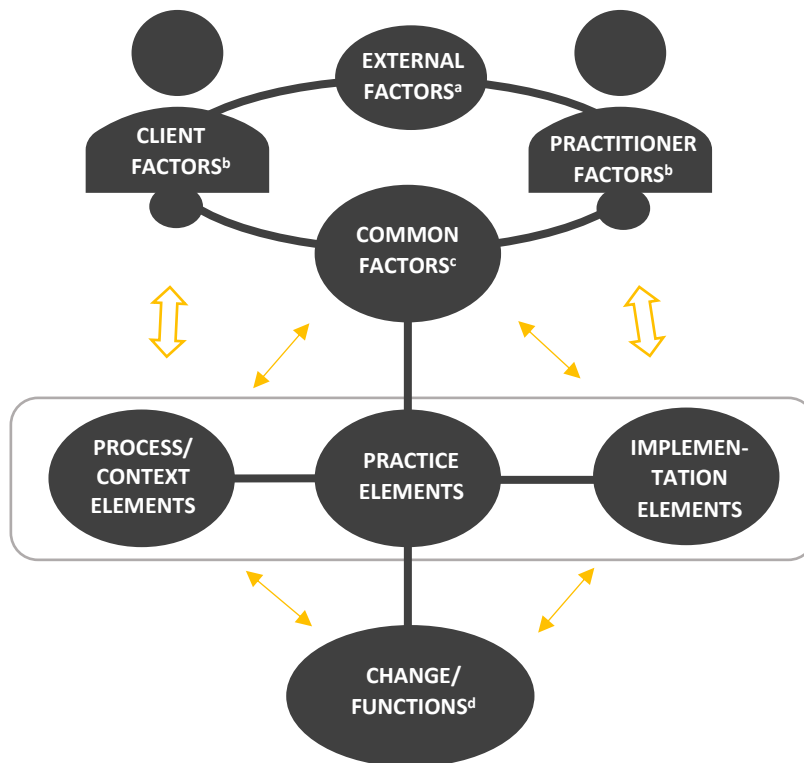 EXTERNAL
FACTORSᵃ
CLIENT
FACTORSᵇ
PRACTITIONER
FACTORSᵇ
COMMON
FACTORSᶜ
PROCESS/
CONTEXT
ELEMENTS
PRACTICE
ELEMENTS
IMPLEMEN-
TATION
ELEMENTS
CHANGE/
FUNCTIONSᵈ